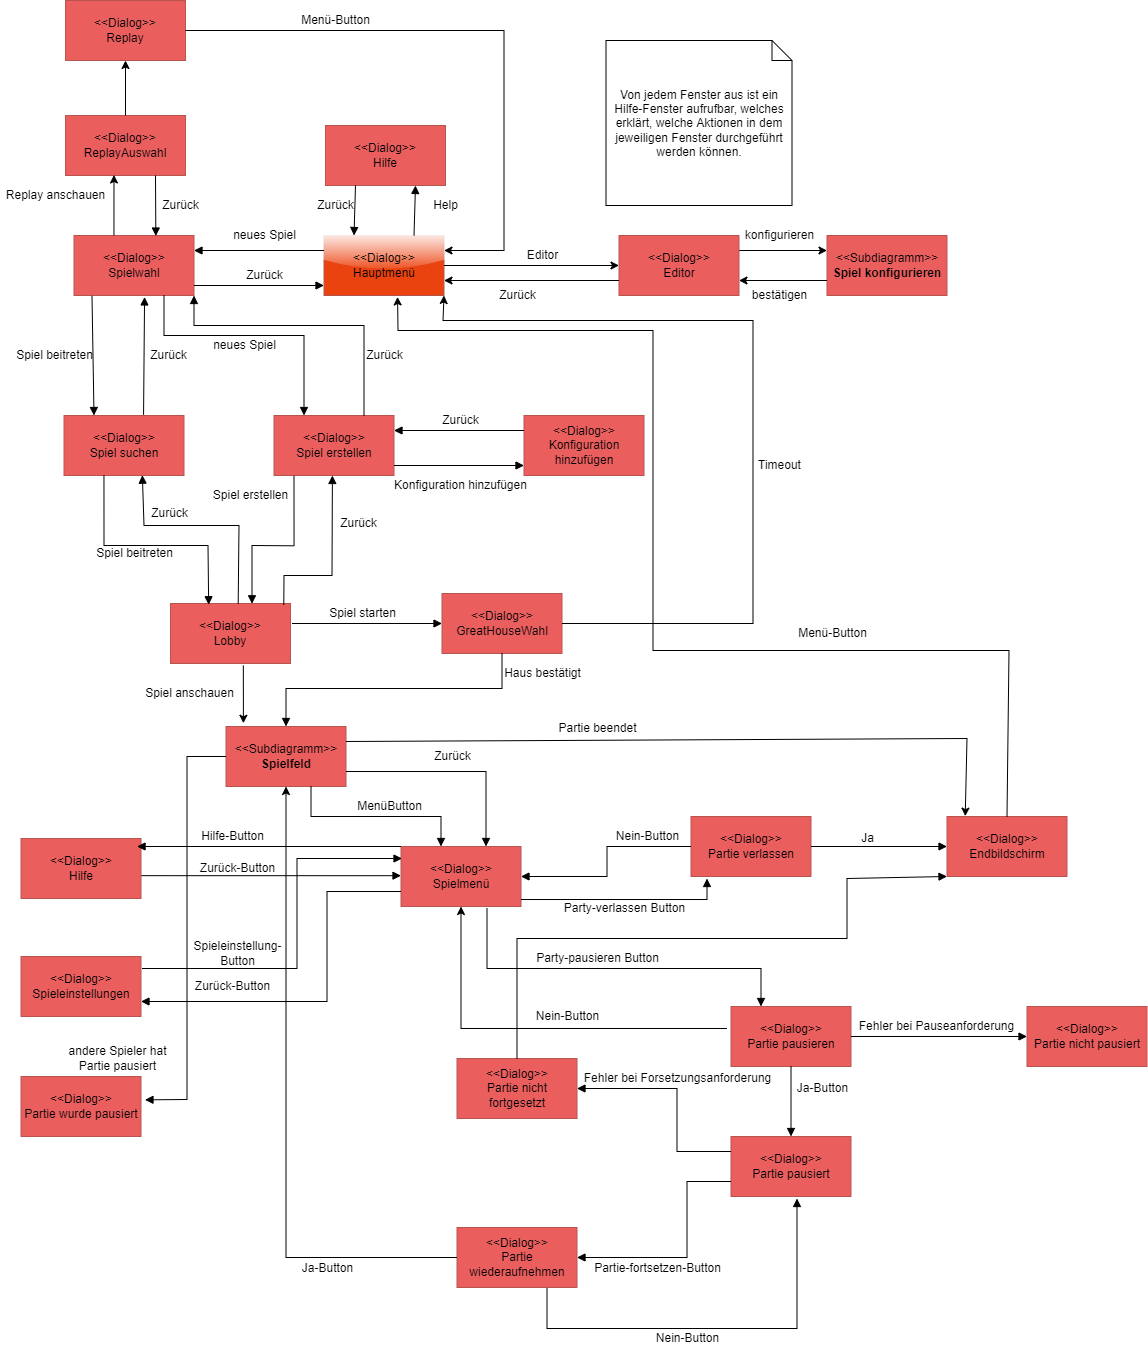 <<Dialog>>
Replay
Menü-Button
Von jedem Fenster aus ist ein
Hilfe-Fenster aufrufbar, welches
erklärt, welche Aktionen in dem
jeweiligen Fenster durchgeführt
werden können.
<<Dialog>>
ReplayAuswahl
<<Dialog>>
Hilfe
Replay anschauen
Zurück
Zurück
Help
neues Spiel
Editor
konfigurieren
<<Dialog>>
Spielwahl
<<Dialog>>
Hauptmenü
<<Dialog>>
Editor
<<Subdiagramm>>
Spiel konfigurieren
Zurück
Zurück
bestätigen
Spiel beitreten
Zurück
neues Spiel
Zurück
<<Dialog>>
Spiel suchen
<<Dialog>>
Spiel erstellen
Zurück
<<Dialog>>
Konfiguration
hinzufügen
Konfiguration hinzufügen
Timeout
Spiel erstellen
Zurück
Zurück
Spiel beitreten
<<Dialog>>
Lobby
Spiel starten
<<Dialog>>
GreatHouseWahl
Menü-Button
Haus bestätigt
Spiel anschauen
<<Subdiagramm>>
Spielfeld
Partie beendet
Zurück
MenüButton
Hilfe-Button
<<Dialog>>
Hilfe
Zurück-Button
<<Dialog>>
Spielmenü
Nein-Button
<<Dialog>>
Partie verlassen
Ja
<<Dialog>>
Endbildschirm
Party-verlassen Button
Spieleinstellung-
Button
Party-pausieren Button
<<Dialog>>
Spieleinstellungen
Zurück-Button
Nein-Button
<<Dialog>>
Partie pausieren
Fehler bei Pauseanforderung
<<Dialog>>
Partie nicht pausiert
andere Spieler hat
Partie pausiert
<<Dialog>>
Partie wurde pausiert
<<Dialog>>
Partie nicht
fortgesetzt
Fehler bei Forsetzungsanforderung
Ja-Button
<<Dialog>>
Partie pausiert
<<Dialog>>
Partie
wiederaufnehmen
Ja-Button
Partie-fortsetzen-Button
Nein-Button